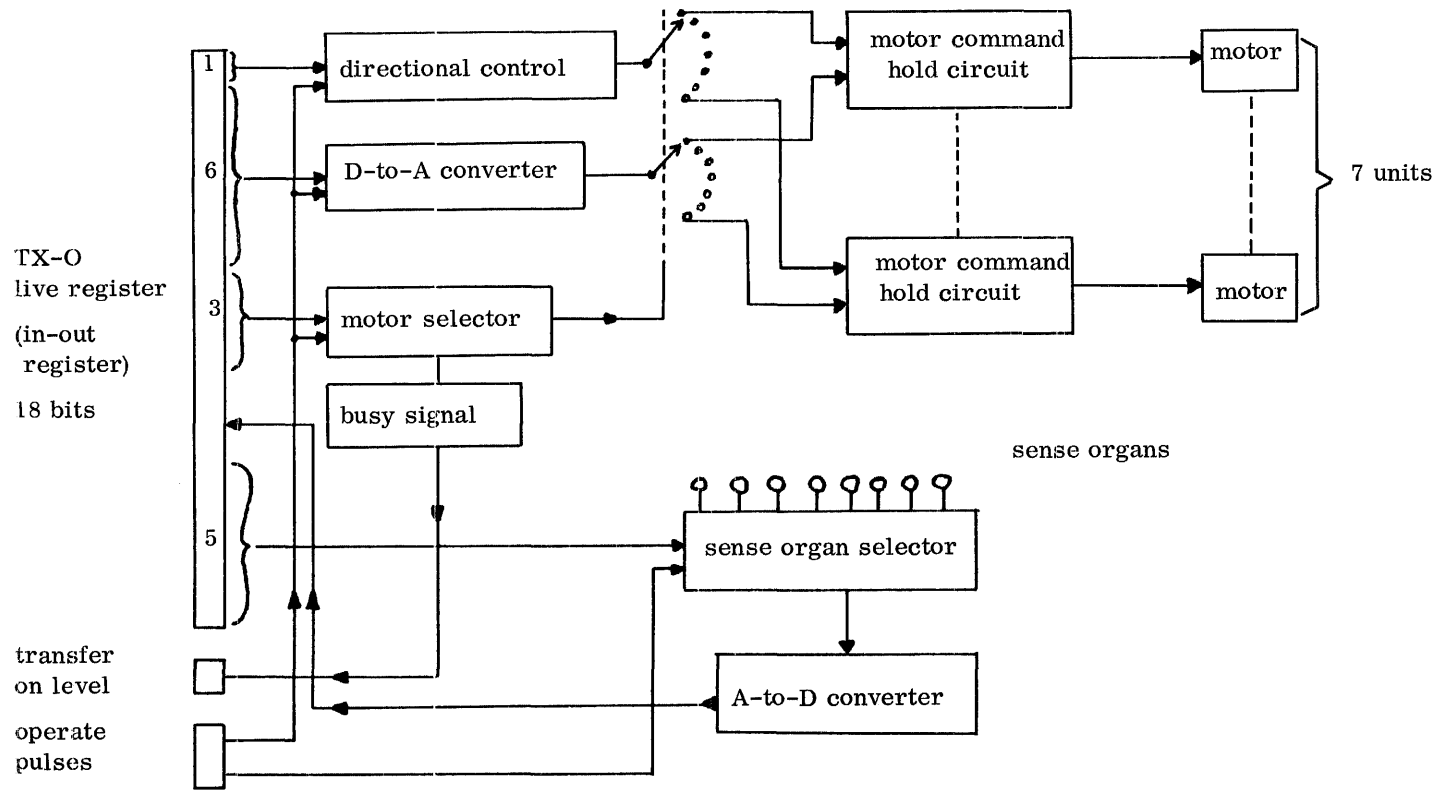 1
directional control
motor command
hold circuit
motor
6
D-to-A converter
7 units
TX-O
live register
(in-out
register)
18 bits
3
motor selector
motor command
hold circuit
motor
busy signal
sense organs
5
sense organ selector
transfer
on level
A-to-D converter
operate
pulses